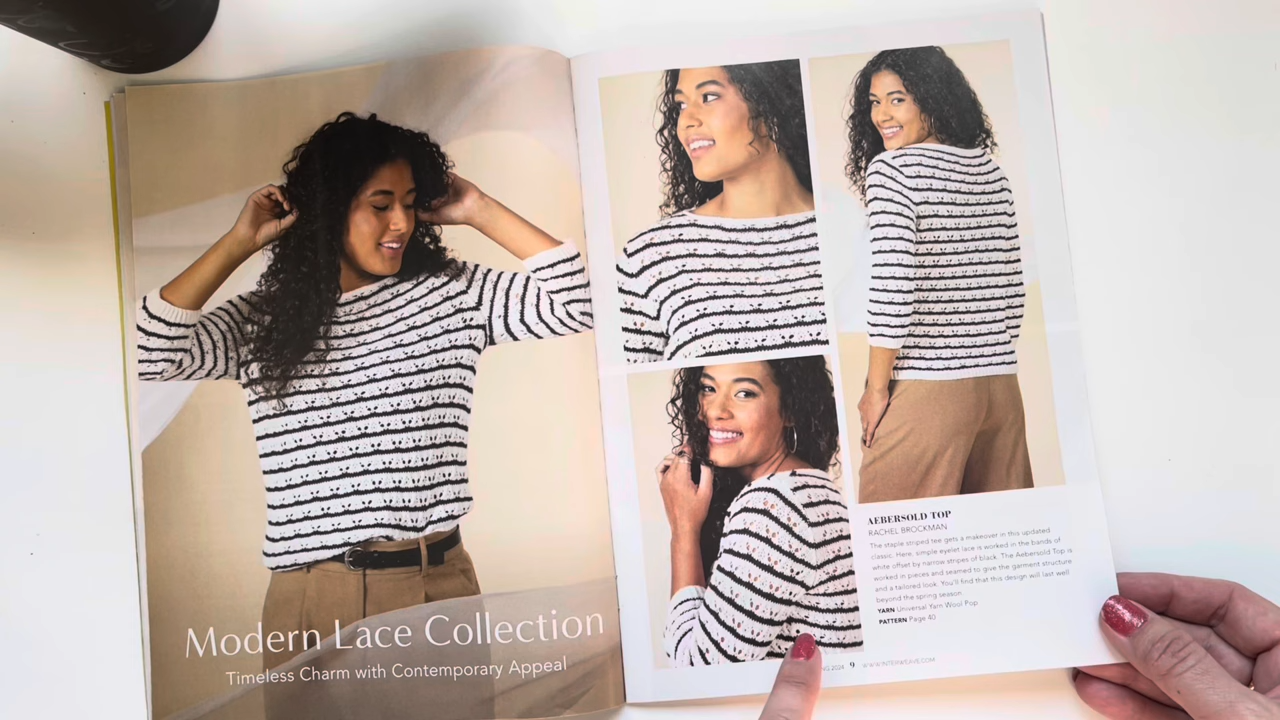 Modern Lace Collection
Timeless Charm with Contemporary Appeal
AEBERSOLD TOP
RACHEL BROCKMAN
The staple striped tee gets a makeover in this updated
classic. Here, simple eyelet lace is worked in the bands of
white offset by narrow stripes of black. The Aebersold Top is
worked in pieces and seamed to give the garment structure
and a tailored look. You'll find that this design will last well
beyond the spring season.
YARN Universal Yarn Wool Pop
PATTERN Page 40
2024 9 WWW.INTERWEAVE.COM